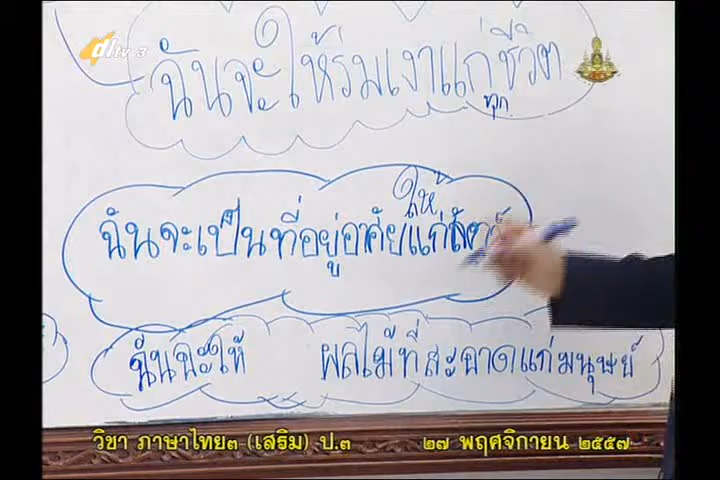 dltv 3
ฉันจะให้ร่มเงาแก่ทุกชีวิต
ฉันจะเป็นที่อยู่อาศัยให้แก่สัตว์
ฉันจะให้ ผลไม้ที่สะอาดแก่มนุษย์
วิชา ภาษาไทย๓ (เสริม) ป.๓ ๒๗ พฤศจิกายน ๒๕๕๗